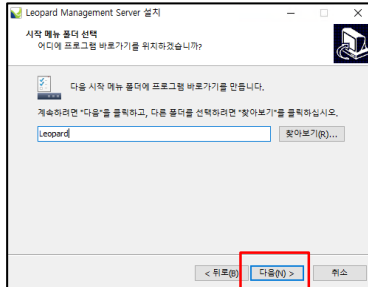 Leopard Management Server 설치
시작 메뉴 폴더 선택
어디에 프로그램 바로가기를 위치하겠습니까?
다음 시작 메뉴 폴더에 프로그램 바로가기를 만듭니다.
계속하려면 "다음"을 클릭하고, 다른 폴더를 선택하려면 "찾아보기"를 클릭하십시오.
Leopard
찾아보기(R)...
< 뒤로(B)
다음(N) >
취소